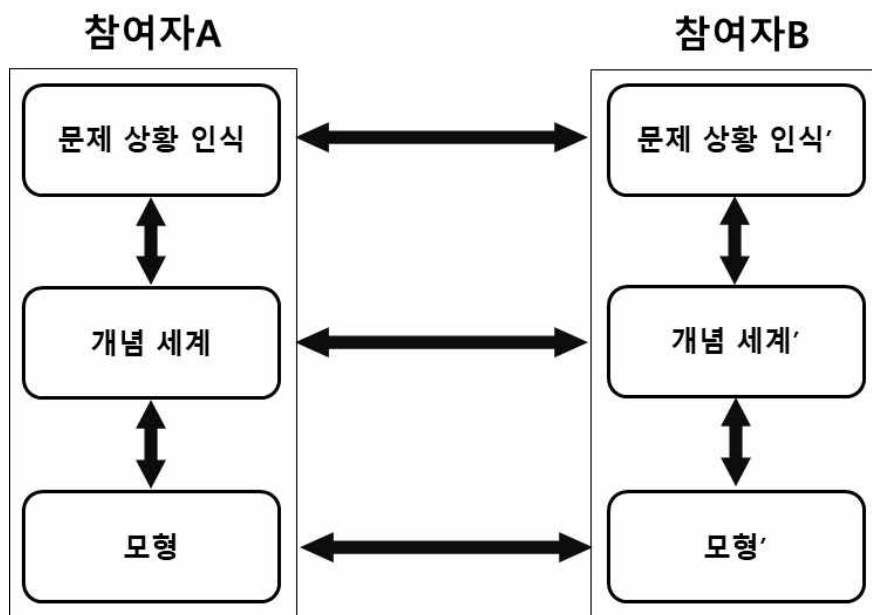 참여자A
참여자B
문제 상황 인식
문제 상황 인식′
개념 세계
개념 세계′
모형
모형′